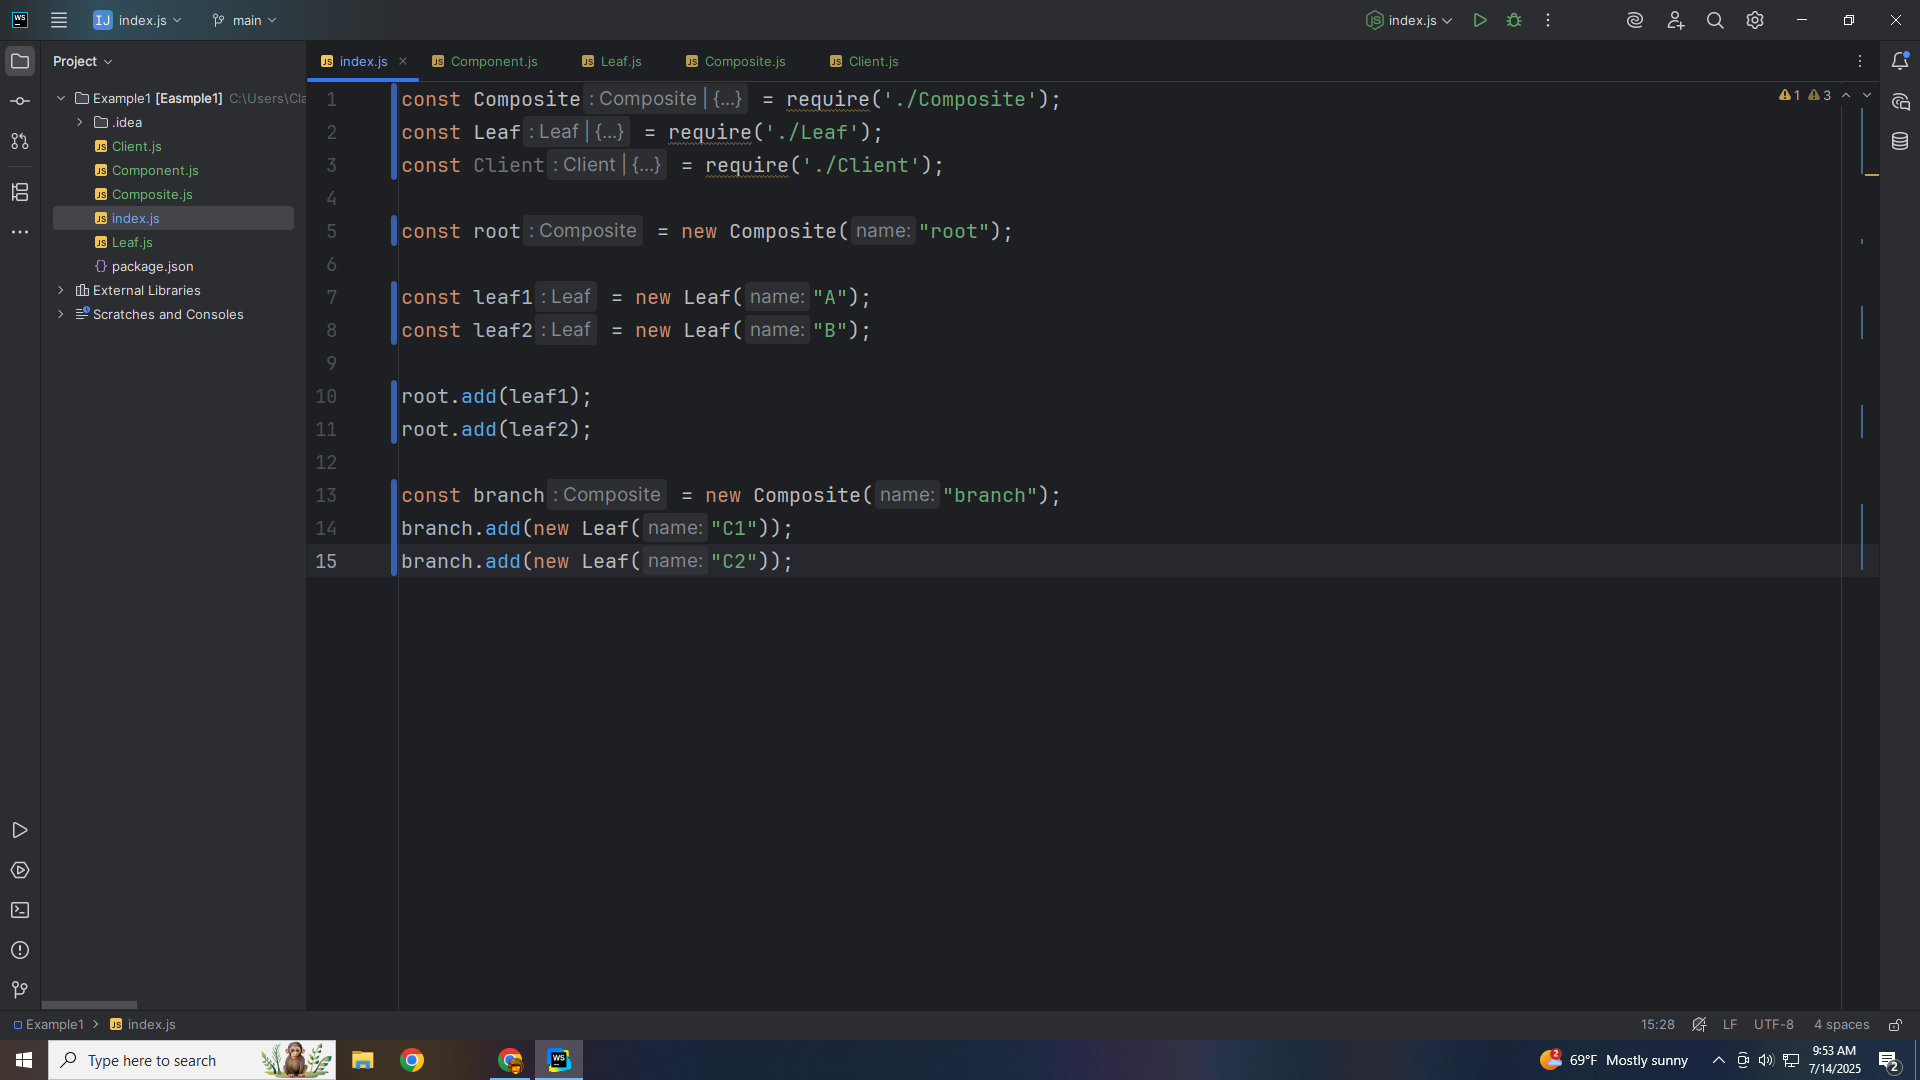 WS
IJ index.js
main
index.js
Project
index.js
Component.js
Leaf.js
Composite.js
Client.js
Example1 [Easmple1] C:\Users\Cla
.idea
Client.js
Component.js
Composite.js
index.js
Leaf.js
package.json
External Libraries
Scratches and Consoles
1 const Composite : Composite | {...} = require('./Composite');
2 const Leaf : Leaf | {...} = require('./Leaf');
3 const Client : Client | {...} = require('./Client');
4
5 const root : Composite = new Composite( name: "root");
6
7 const leaf1 : Leaf = new Leaf( name: "A");
8 const leaf2 : Leaf = new Leaf( name: "B");
9
10 root.add(leaf1);
11 root.add(leaf2);
12
13 const branch : Composite = new Composite( name: "branch");
14 branch.add(new Leaf( name: "C1"));
15 branch.add(new Leaf( name: "C2"));
1 3
Example1 > index.js
15:28 LF UTF-8 4 spaces
Type here to search
WS
2 69°F Mostly sunny
9:53 AM
7/14/2025
2